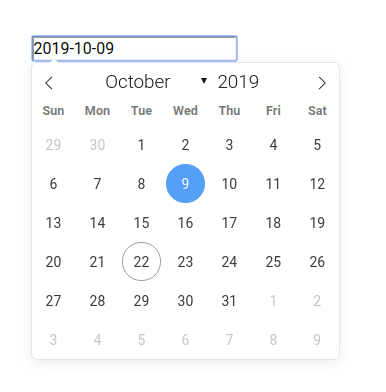 2019-10-09
October 2019
Sun Mon Tue Wed Thu Fri Sat
29 30 1 2 3 4 5
6 7 8 9 10 11 12
13 14 15 16 17 18 19
20 21 22 23 24 25 26
27 28 29 30 31 1 2
3 4 5 6 7 8 9